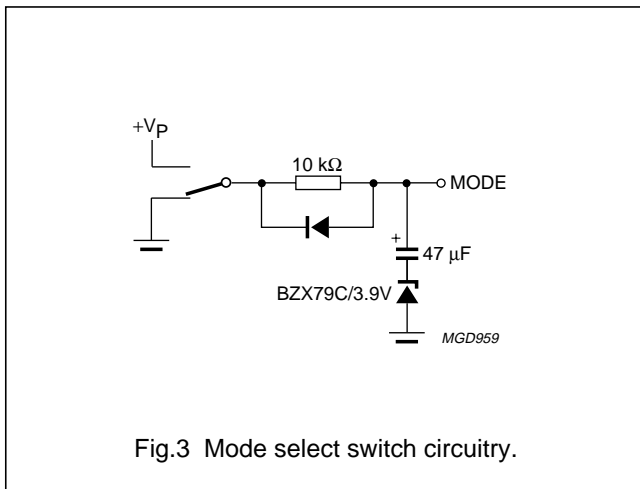 +VP
10 kΩ
MODE
+
47 µF
BZX79C/3.9V
MGD959
Fig.3 Mode select switch circuitry.